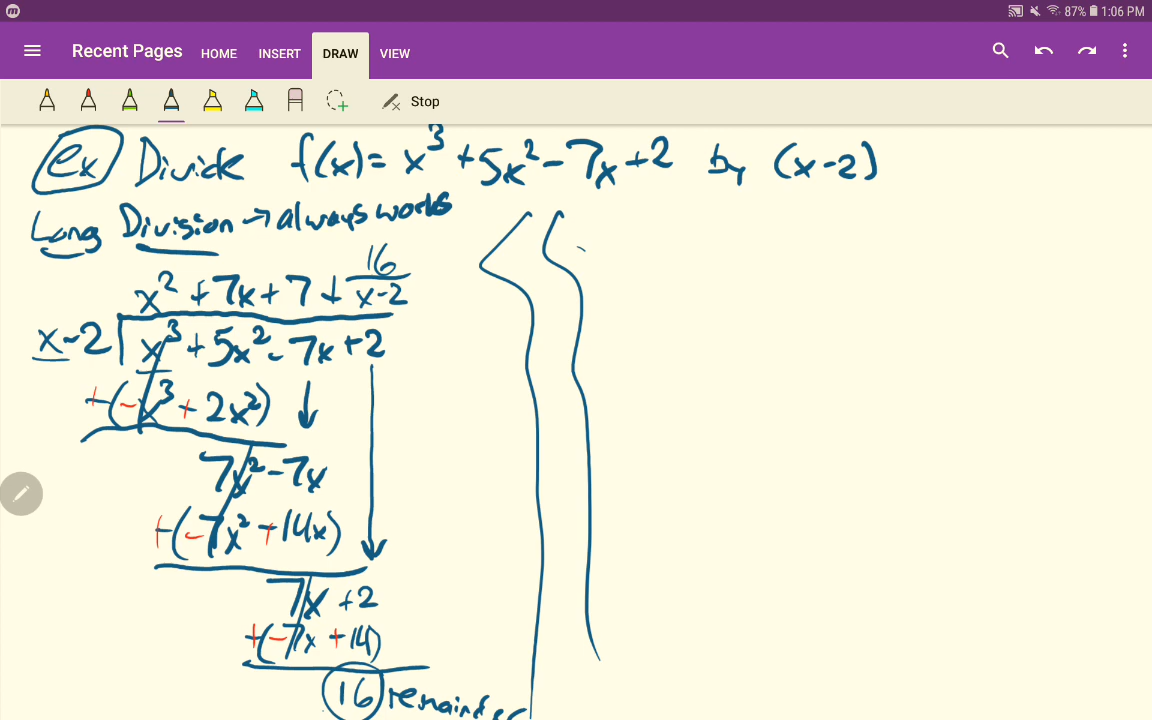 87% 1:06 PM
Recent Pages HOME INSERT DRAW VIEW
Stop
ex Divide f(x)= x³ +5x² -7x +2 by (x-2)
Long Division → always works
16
x² +7x +7 + x-2
x-2 x³ +5x² -7x +2
+(-x³ + 2x²)
7x² -7x
+(-7x² +14x)
7x +2
+(-7x +14)
16 remainder